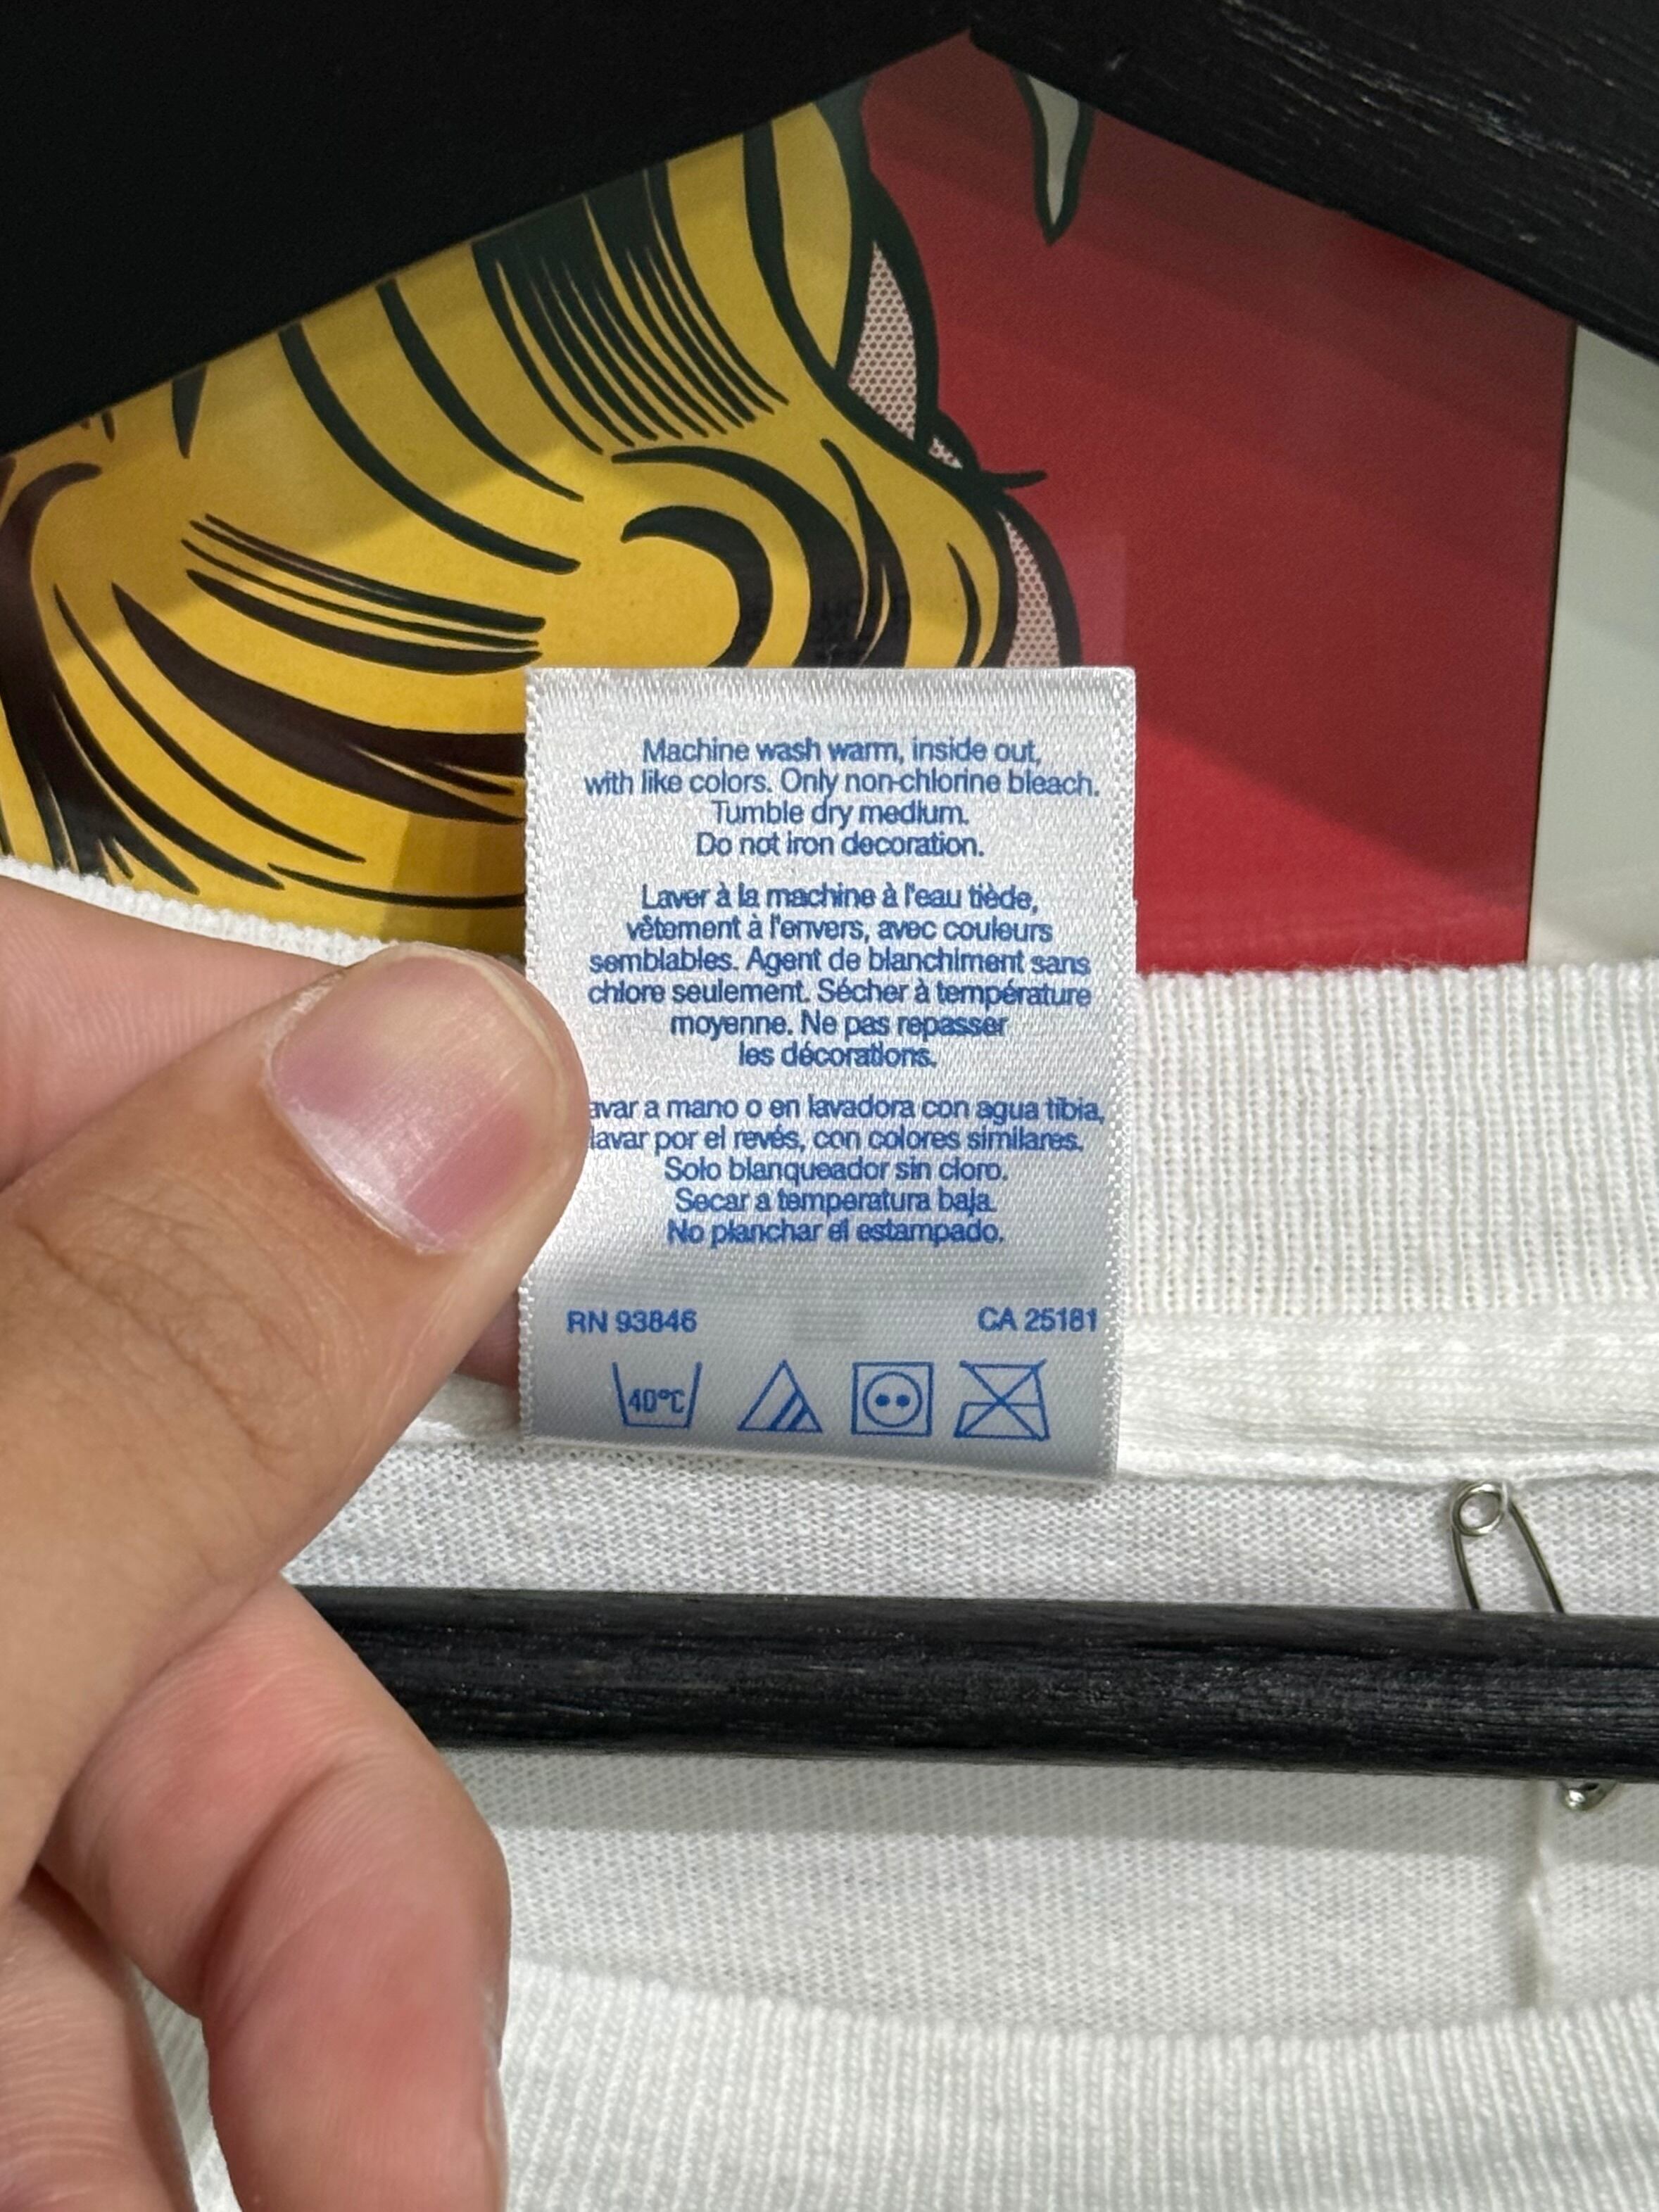 Machine wash warm, inside out,
with like colors. Only non-chlorine bleach.
Tumble dry medium.
Do not iron decoration.
Laver à la machine à l'eau tiède,
vêtement à l'envers, avec couleurs
semblables. Agent de blanchiment sans
chlore seulement. Sécher à température
moyenne. Ne pas repasser
les décorations.
avar a mano o en lavadora con agua tibia,
lavar por el revés, con colores similares.
Solo blanqueador sin cloro.
Secar a temperatura baja.
No planchar el estampado.
RN 93846 CA 25181
40°C